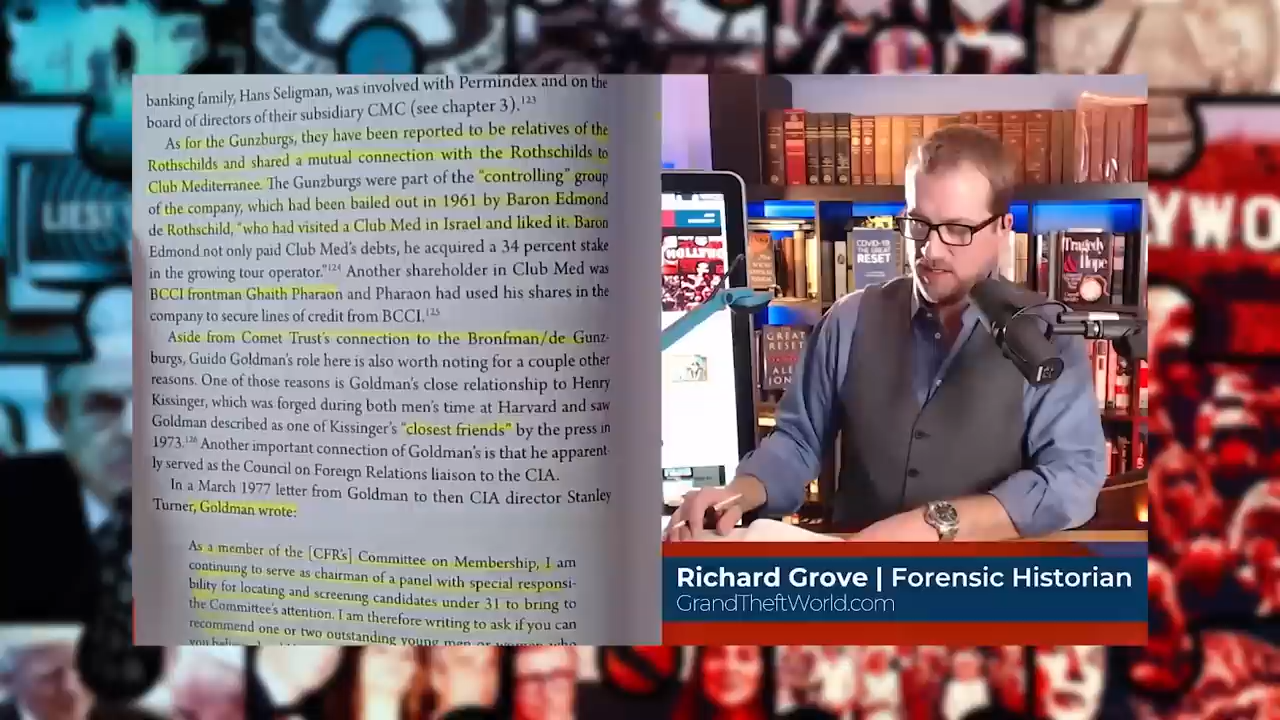 banking family, Hans Seligman, was involved with Permindex and on the
board of directors of their subsidiary CMC (see chapter 3).123
As for the Gunzburgs, they have been reported to be relatives of the
Rothschilds and shared a mutual connection with the Rothschilds to
Club Mediterranee. The Gunzburgs were part of the "controlling" group
of the company, which had been bailed out in 1961 by Baron Edmond
de Rothschild, "who had visited a Club Med in Israel and liked it. Baron
Edmond not only paid Club Med's debts, he acquired a 34 percent stake
in the growing tour operator."124 Another shareholder in Club Med was
BCCI frontman Ghaith Pharaon and Pharaon had used his shares in the
company to secure lines of credit from BCCI.125
Aside from Comet Trust's connection to the Bronfman/de Gunz-
burgs, Guido Goldman's role here is also worth noting for a couple other
reasons. One of those reasons is Goldman's close relationship to Henry
Kissinger, which was forged during both men's time at Harvard and saw
Goldman described as one of Kissinger's "closest friends" by the press in
1973.126 Another important connection of Goldman's is that he apparent-
ly served as the Council on Foreign Relations liaison to the CIA.
In a March 1977 letter from Goldman to then CIA director Stanley
Turner, Goldman wrote:
As a member of the [CFR's] Committee on Membership, I am
continuing to serve as chairman of a panel with special responsi-
bility for locating and screening candidates under 31 to bring to
the Committee's attention. I am therefore writing to ask if you can
recommend one or two outstanding young men or women who
COVID-19:
THE GREAT
RESET
Tragedy
&
Hope
THE
GREAT
RESET
ALEX
JON
YWO
Richard Grove | Forensic Historian
GrandTheftWorld.com